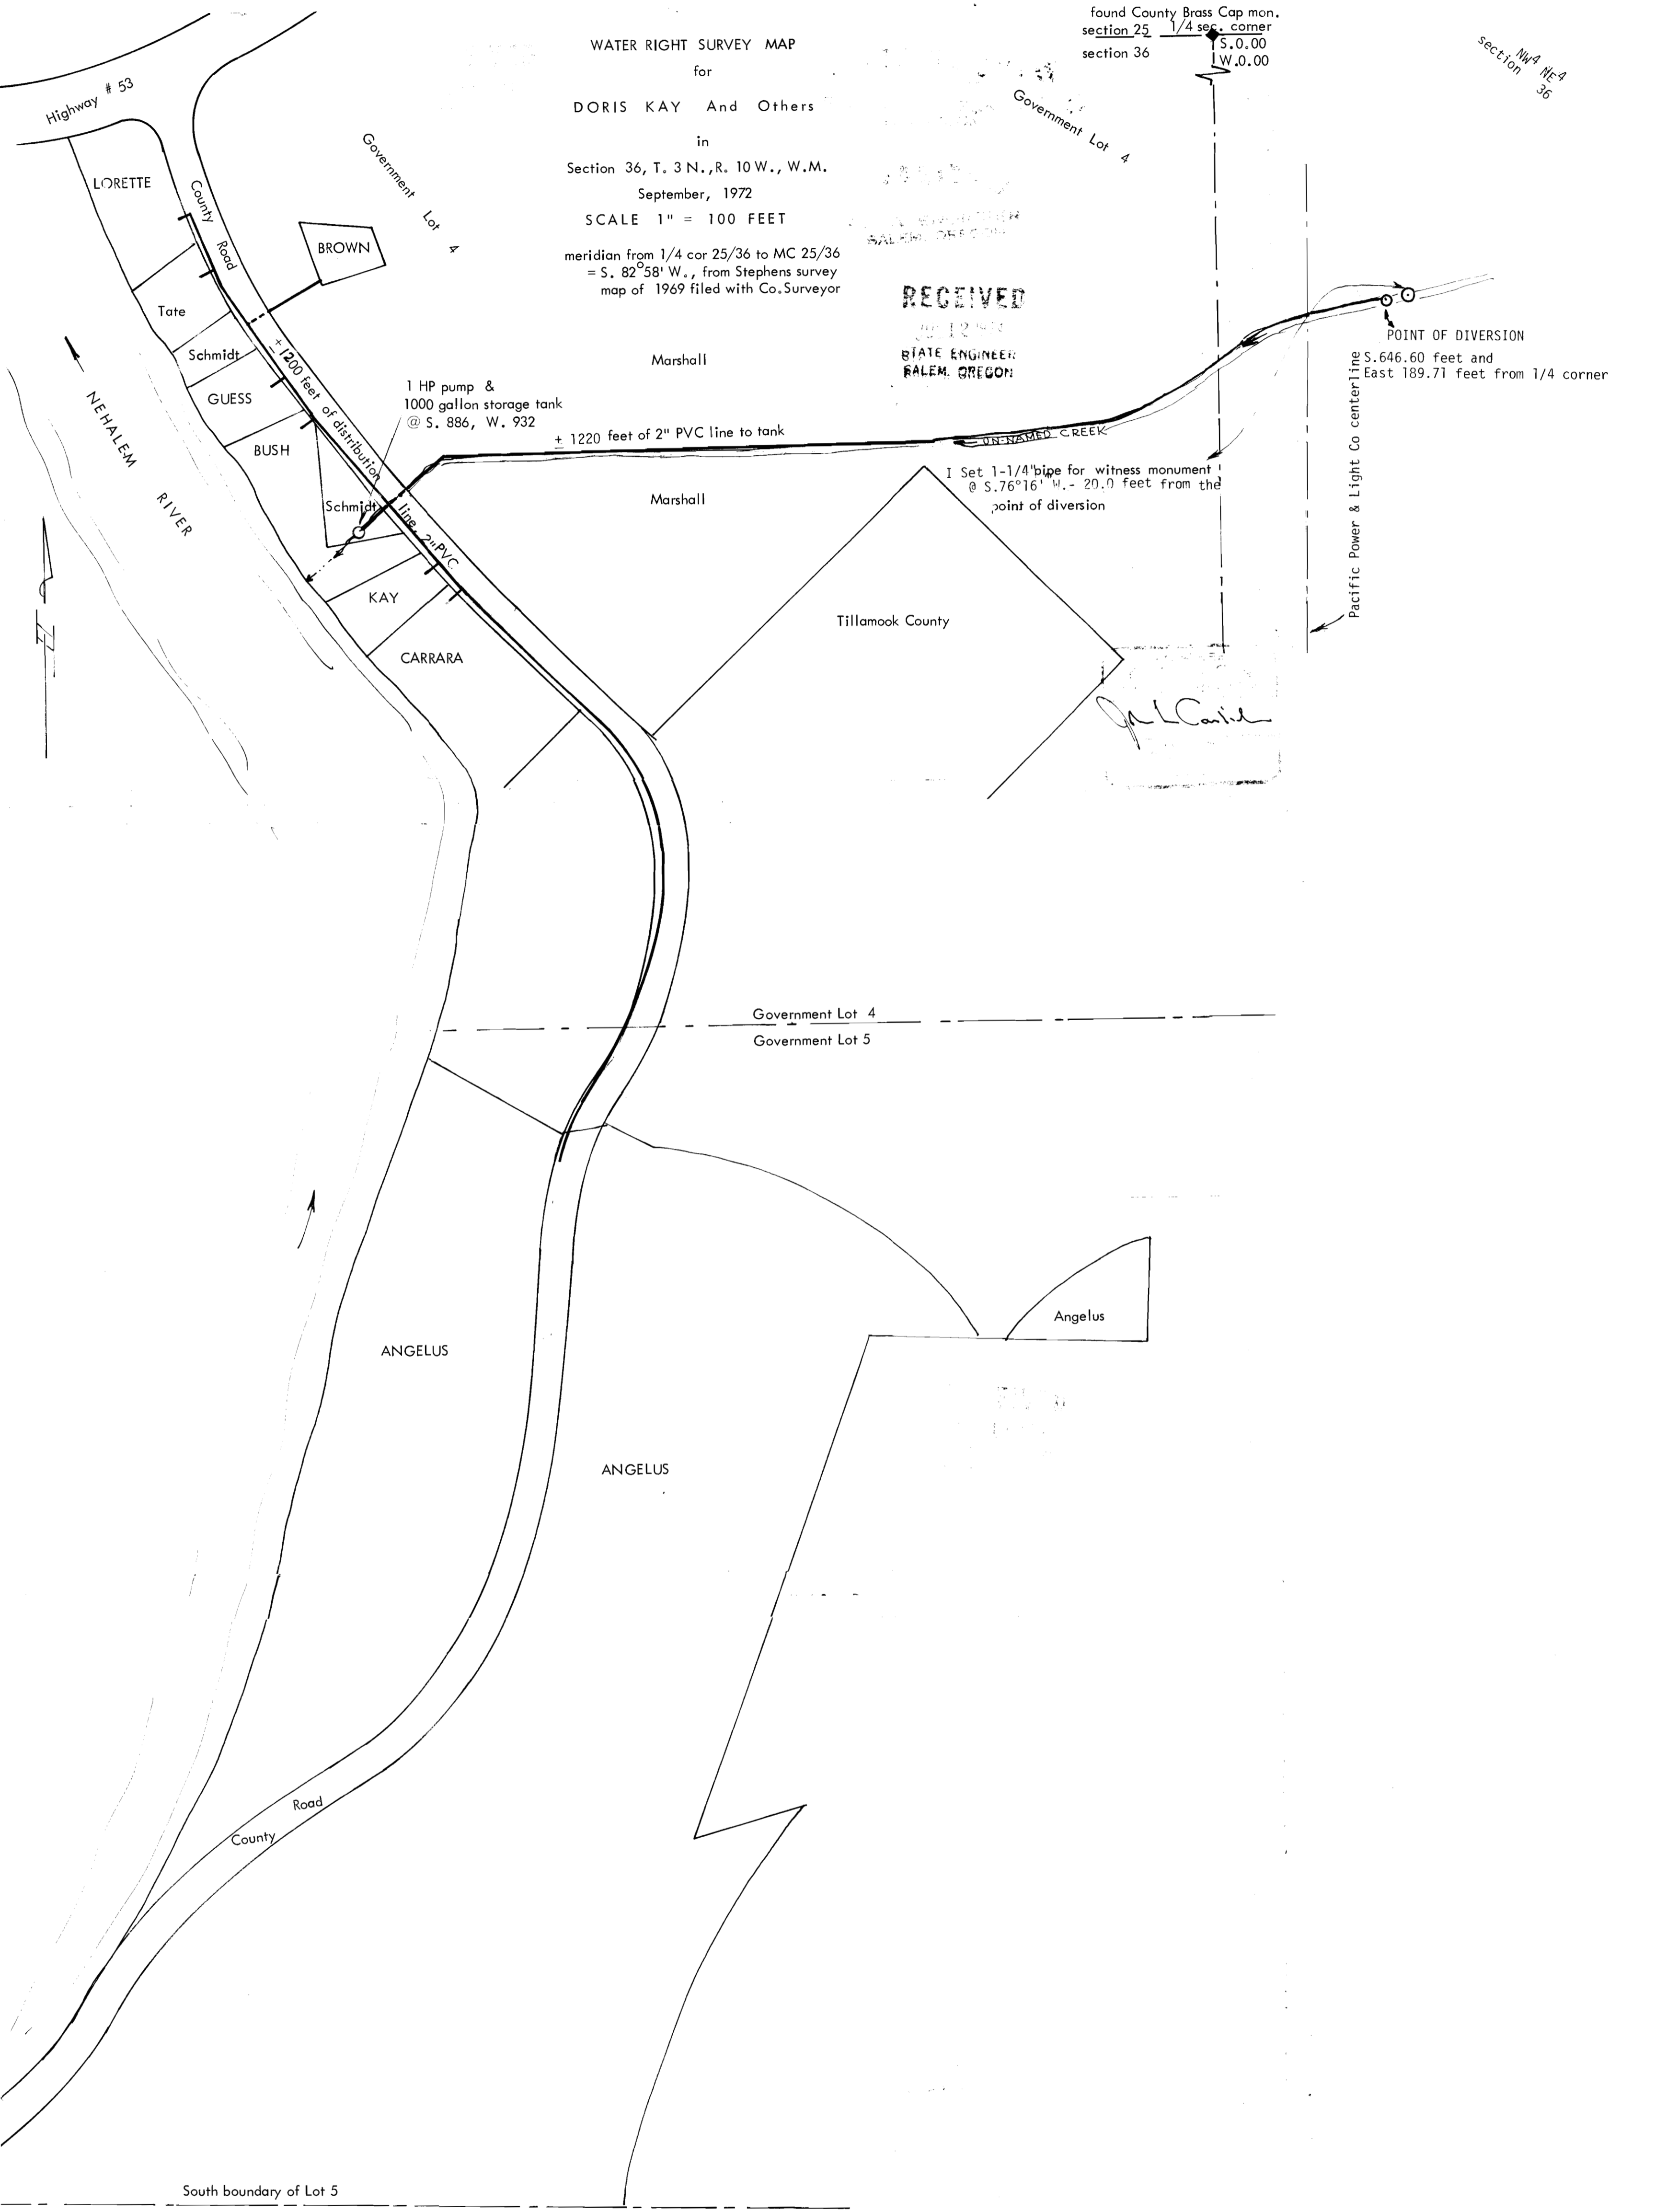 found County Brass Cap mon.
section 25 1/4 sec. corner
section 36
S.0.00
W.0.00
NW4 NE4
section 36
WATER RIGHT SURVEY MAP
for
DORIS KAY And Others
in
Section 36, T. 3 N.,R. 10 W., W.M.
September, 1972
SCALE 1" = 100 FEET
meridian from 1/4 cor 25/36 to MC 25/36
= S. 82°58' W., from Stephens survey
map of 1969 filed with Co.Surveyor
Highway # 53
Government Lot 4
Government Lot 4
LORETTE
County Road
BROWN
RECEIVED
STATE ENGINEER
SALEM. OREGON
Tate
Schmidt
GUESS
BUSH
Schmidt
KAY
CARRARA
NEHALEM RIVER
± 1200 feet of distribution line, 2"PVC
1 HP pump &
1000 gallon storage tank
@ S. 886, W. 932
Marshall
± 1220 feet of 2" PVC line to tank
UN-NAMED CREEK
Marshall
POINT OF DIVERSION
S.646.60 feet and
East 189.71 feet from 1/4 corner
Pacific Power & Light Co centerline
I Set 1-1/4"pipe for witness monument
@ S.76°16' W.- 20.0 feet from the
point of diversion
Tillamook County
Government Lot 4
Government Lot 5
Angelus
ANGELUS
ANGELUS
Road
County
South boundary of Lot 5